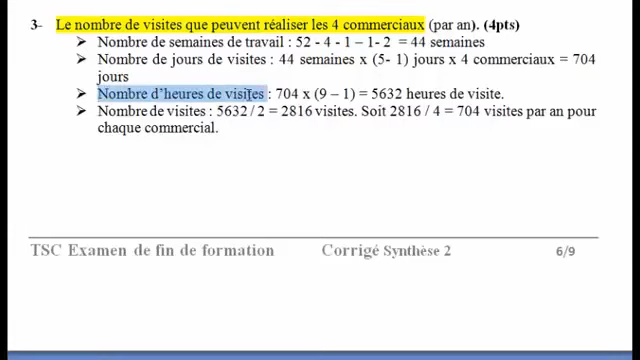 3- Le nombre de visites que peuvent réaliser les 4 commerciaux (par an). (4pts)
➤ Nombre de semaines de travail : 52 - 4 - 1 – 1- 2 = 44 semaines
➤ Nombre de jours de visites : 44 semaines x (5- 1) jours x 4 commerciaux = 704
jours
➤ Nombre d'heures de visites : 704 x (9 – 1) = 5632 heures de visite.
➤ Nombre de visites : 5632 / 2 = 2816 visites. Soit 2816 / 4 = 704 visites par an pour
chaque commercial.
TSC Examen de fin de formation Corrigé Synthèse 2 6/9